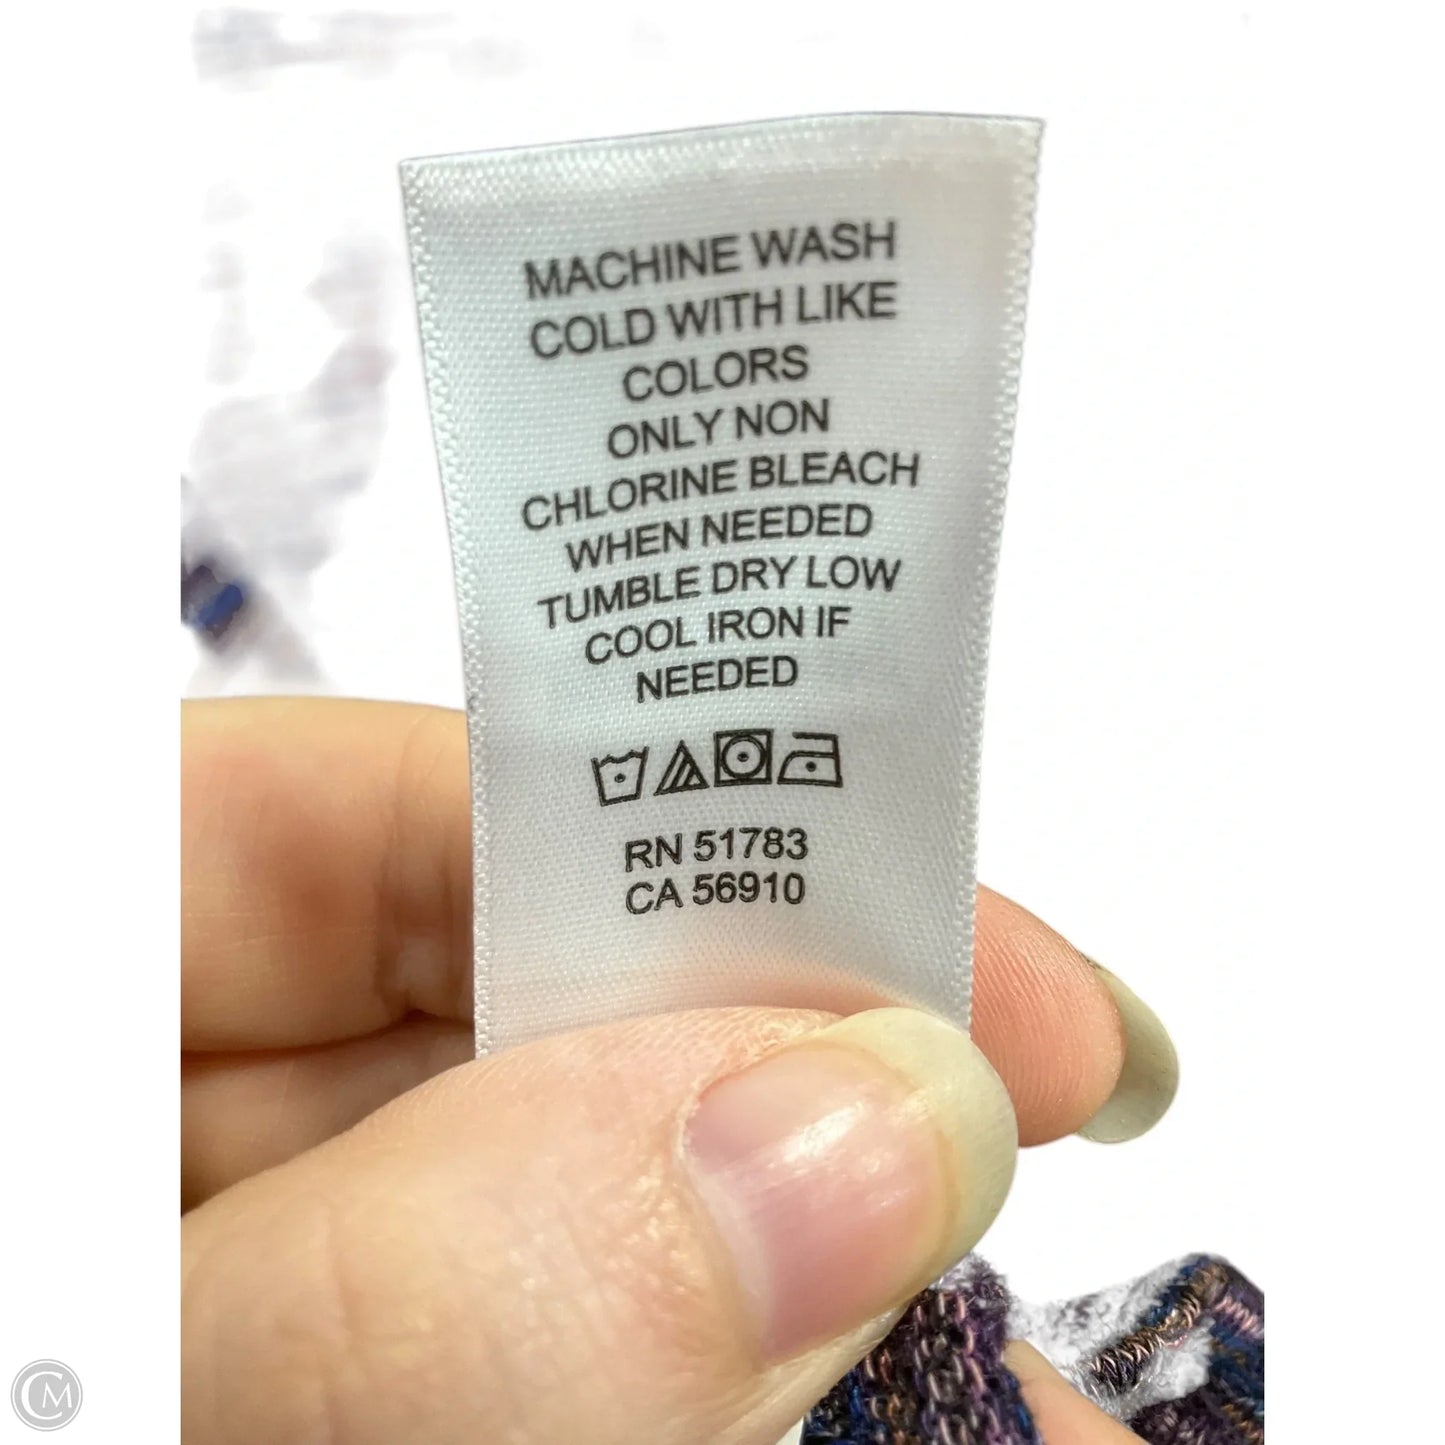 MACHINE WASH
COLD WITH LIKE
COLORS
ONLY NON
CHLORINE BLEACH
WHEN NEEDED
TUMBLE DRY LOW
COOL IRON IF
NEEDED
RN 51783
CA 56910
CM